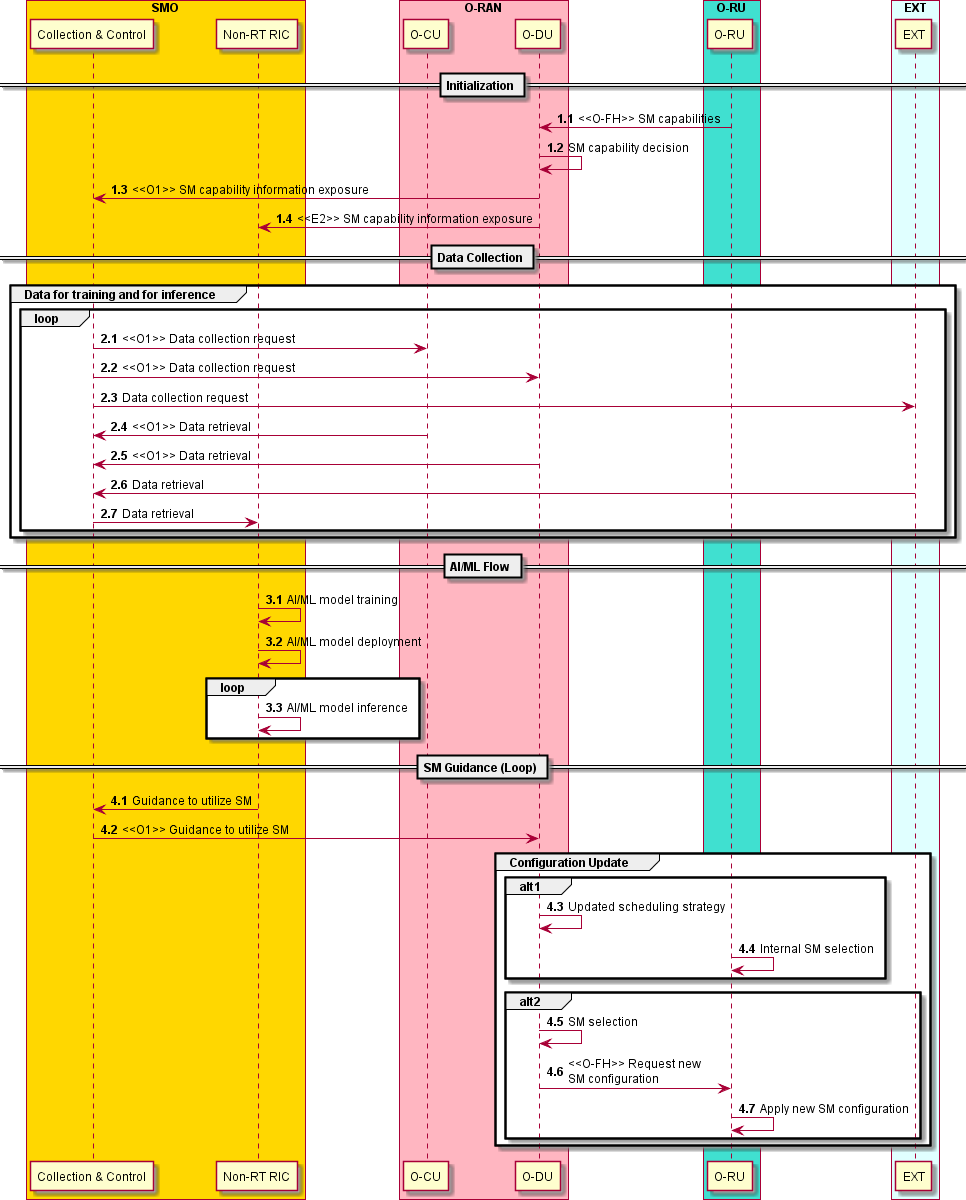 SMO
O-RAN
O-RU
EXT
Collection & Control
Non-RT RIC
O-CU
O-DU
O-RU
EXT
Initialization
1.1 <<O-FH>> SM capabilities
1.2 SM capability decision
1.3 <<O1>> SM capability information exposure
1.4 <<E2>> SM capability information exposure
Data Collection
Data for training and for inference
loop
2.1 <<O1>> Data collection request
2.2 <<O1>> Data collection request
2.3 Data collection request
2.4 <<O1>> Data retrieval
2.5 <<O1>> Data retrieval
2.6 Data retrieval
2.7 Data retrieval
AI/ML Flow
3.1 AI/ML model training
3.2 AI/ML model deployment
loop
3.3 AI/ML model inference
SM Guidance (Loop)
4.1 Guidance to utilize SM
4.2 <<O1>> Guidance to utilize SM
Configuration Update
alt1
4.3 Updated scheduling strategy
4.4 Internal SM selection
alt2
4.5 SM selection
4.6 <<O-FH>> Request new
SM configuration
4.7 Apply new SM configuration
Collection & Control
Non-RT RIC
O-CU
O-DU
O-RU
EXT